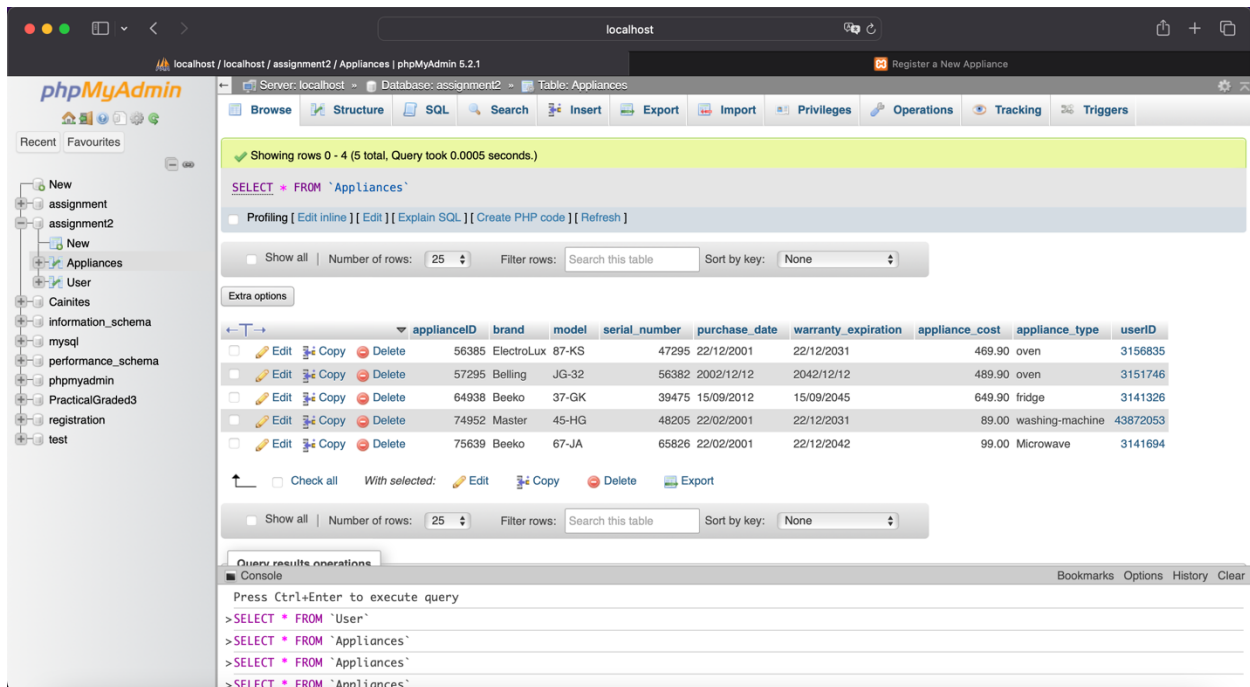 localhost
localhost / localhost / assignment2 / Appliances | phpMyAdmin 5.2.1
Register a New Appliance
phpMyAdmin
Recent Favourites
New
assignment
assignment2
New
Appliances
User
Cainites
information_schema
mysql
performance_schema
phpmyadmin
PracticalGraded3
registration
test
Server: localhost » Database: assignment2 » Table: Appliances
Browse Structure SQL Search Insert Export Import Privileges Operations Tracking Triggers
Showing rows 0 - 4 (5 total, Query took 0.0005 seconds.)
SELECT * FROM `Appliances`
Profiling [ Edit inline ] [ Edit ] [ Explain SQL ] [ Create PHP code ] [ Refresh ]
Show all | Number of rows: 25 Filter rows: Search this table Sort by key: None
Extra options
←T→ applianceID brand model serial_number purchase_date warranty_expiration appliance_cost appliance_type userID
Edit Copy Delete 56385 ElectroLux 87-KS 47295 22/12/2001 22/12/2031 469.90 oven 3156835
Edit Copy Delete 57295 Belling JG-32 56382 2002/12/12 2042/12/12 489.90 oven 3151746
Edit Copy Delete 64938 Beeko 37-GK 39475 15/09/2012 15/09/2045 649.90 fridge 3141326
Edit Copy Delete 74952 Master 45-HG 48205 22/02/2001 22/12/2031 89.00 washing-machine 43872053
Edit Copy Delete 75639 Beeko 67-JA 65826 22/02/2001 22/12/2042 99.00 Microwave 3141694
Check all With selected: Edit Copy Delete Export
Show all | Number of rows: 25 Filter rows: Search this table Sort by key: None
Query results operations
Console Bookmarks Options History Clear
Press Ctrl+Enter to execute query
>SELECT * FROM `User`
>SELECT * FROM `Appliances`
>SELECT * FROM `Appliances`
>SELECT * FROM `Appliances`